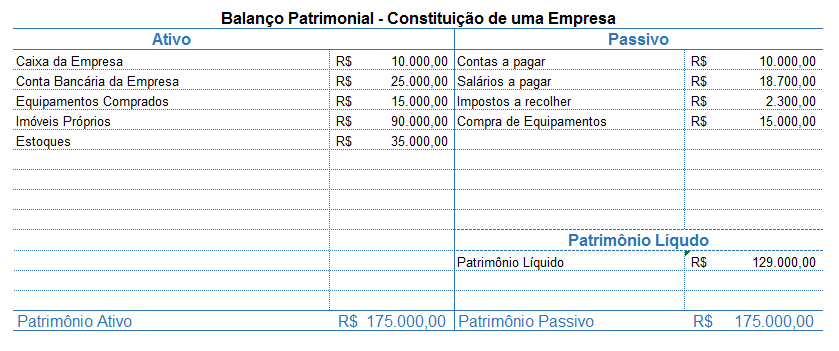 Balanço Patrimonial - Constituição de uma Empresa
Ativo Passivo
Caixa da Empresa R$ 10.000,00 Contas a pagar R$ 10.000,00
Conta Bancária da Empresa R$ 25.000,00 Salários a pagar R$ 18.700,00
Equipamentos Comprados R$ 15.000,00 Impostos a recolher R$ 2.300,00
Imóveis Próprios R$ 90.000,00 Compra de Equipamentos R$ 15.000,00
Estoques R$ 35.000,00
Patrimônio Líqudo
Patrimônio Líquido R$ 129.000,00
Patrimônio Ativo R$ 175.000,00 Patrimônio Passivo R$ 175.000,00